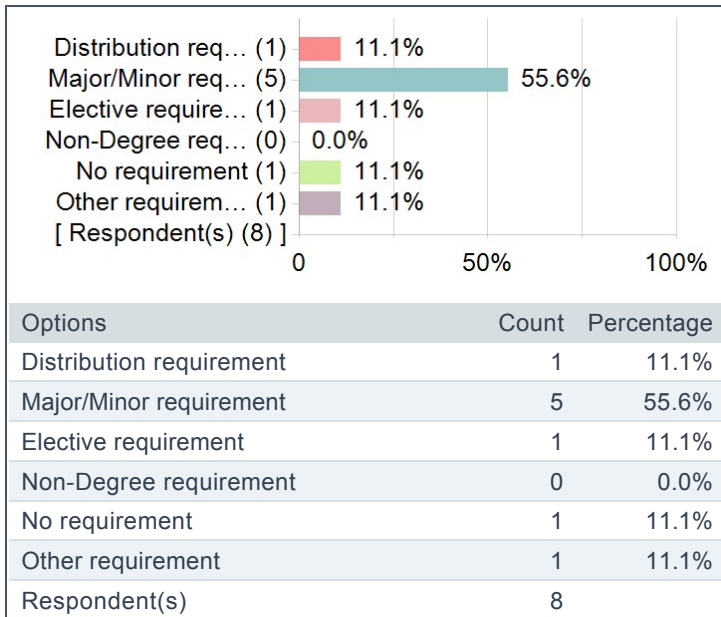 Distribution req… (1) 11.1%
Major/Minor req… (5) 55.6%
Elective require… (1) 11.1%
Non-Degree req… (0) 0.0%
No requirement (1) 11.1%
Other requirem… (1) 11.1%
[ Respondent(s) (8) ]
0 50% 100%
Options Count Percentage
Distribution requirement 1 11.1%
Major/Minor requirement 5 55.6%
Elective requirement 1 11.1%
Non-Degree requirement 0 0.0%
No requirement 1 11.1%
Other requirement 1 11.1%
Respondent(s) 8